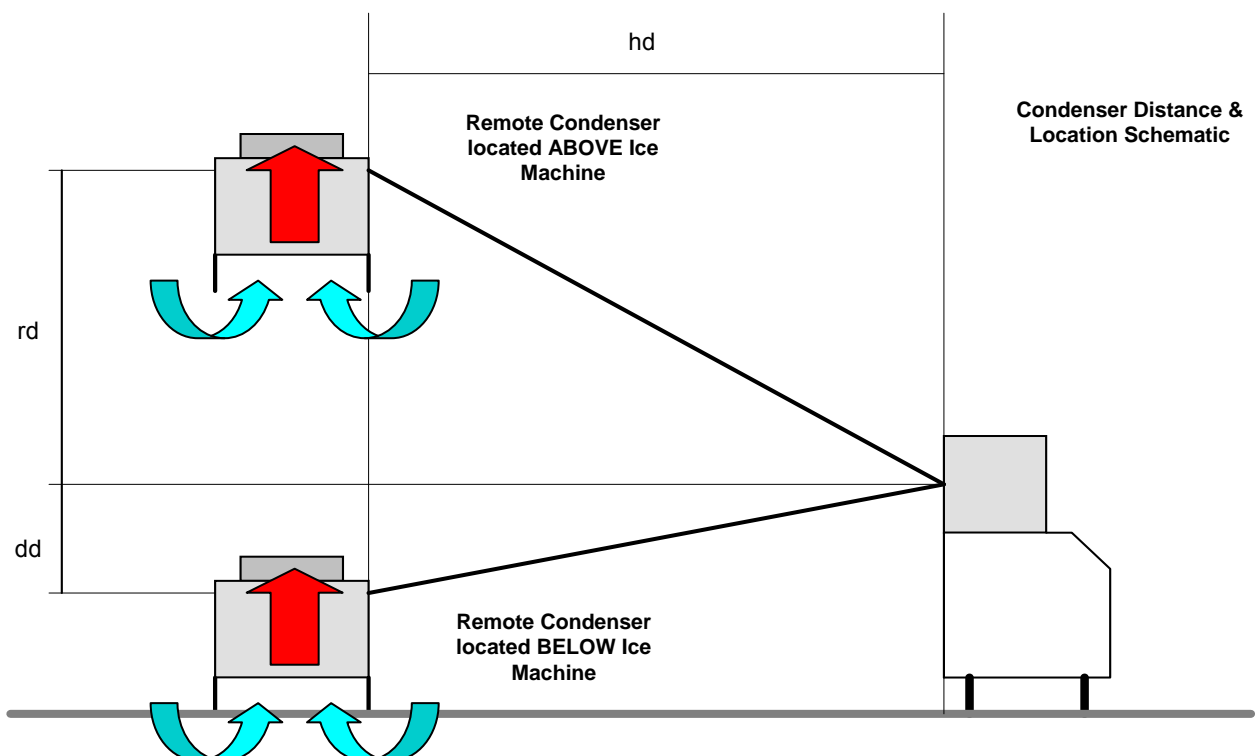 hd
Condenser Distance &
Location Schematic
Remote Condenser
located ABOVE Ice
Machine
rd
dd
Remote Condenser
located BELOW Ice
Machine